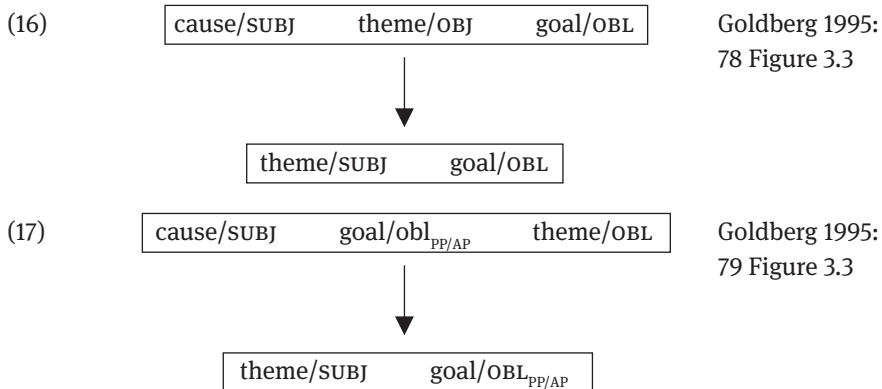 (16) cause/SUBJ theme/OBJ goal/OBL Goldberg 1995:
78 Figure 3.3
theme/SUBJ goal/OBL
(17) cause/SUBJ goal/obl PP/AP theme/OBL Goldberg 1995:
79 Figure 3.3
theme/SUBJ goal/OBL PP/AP